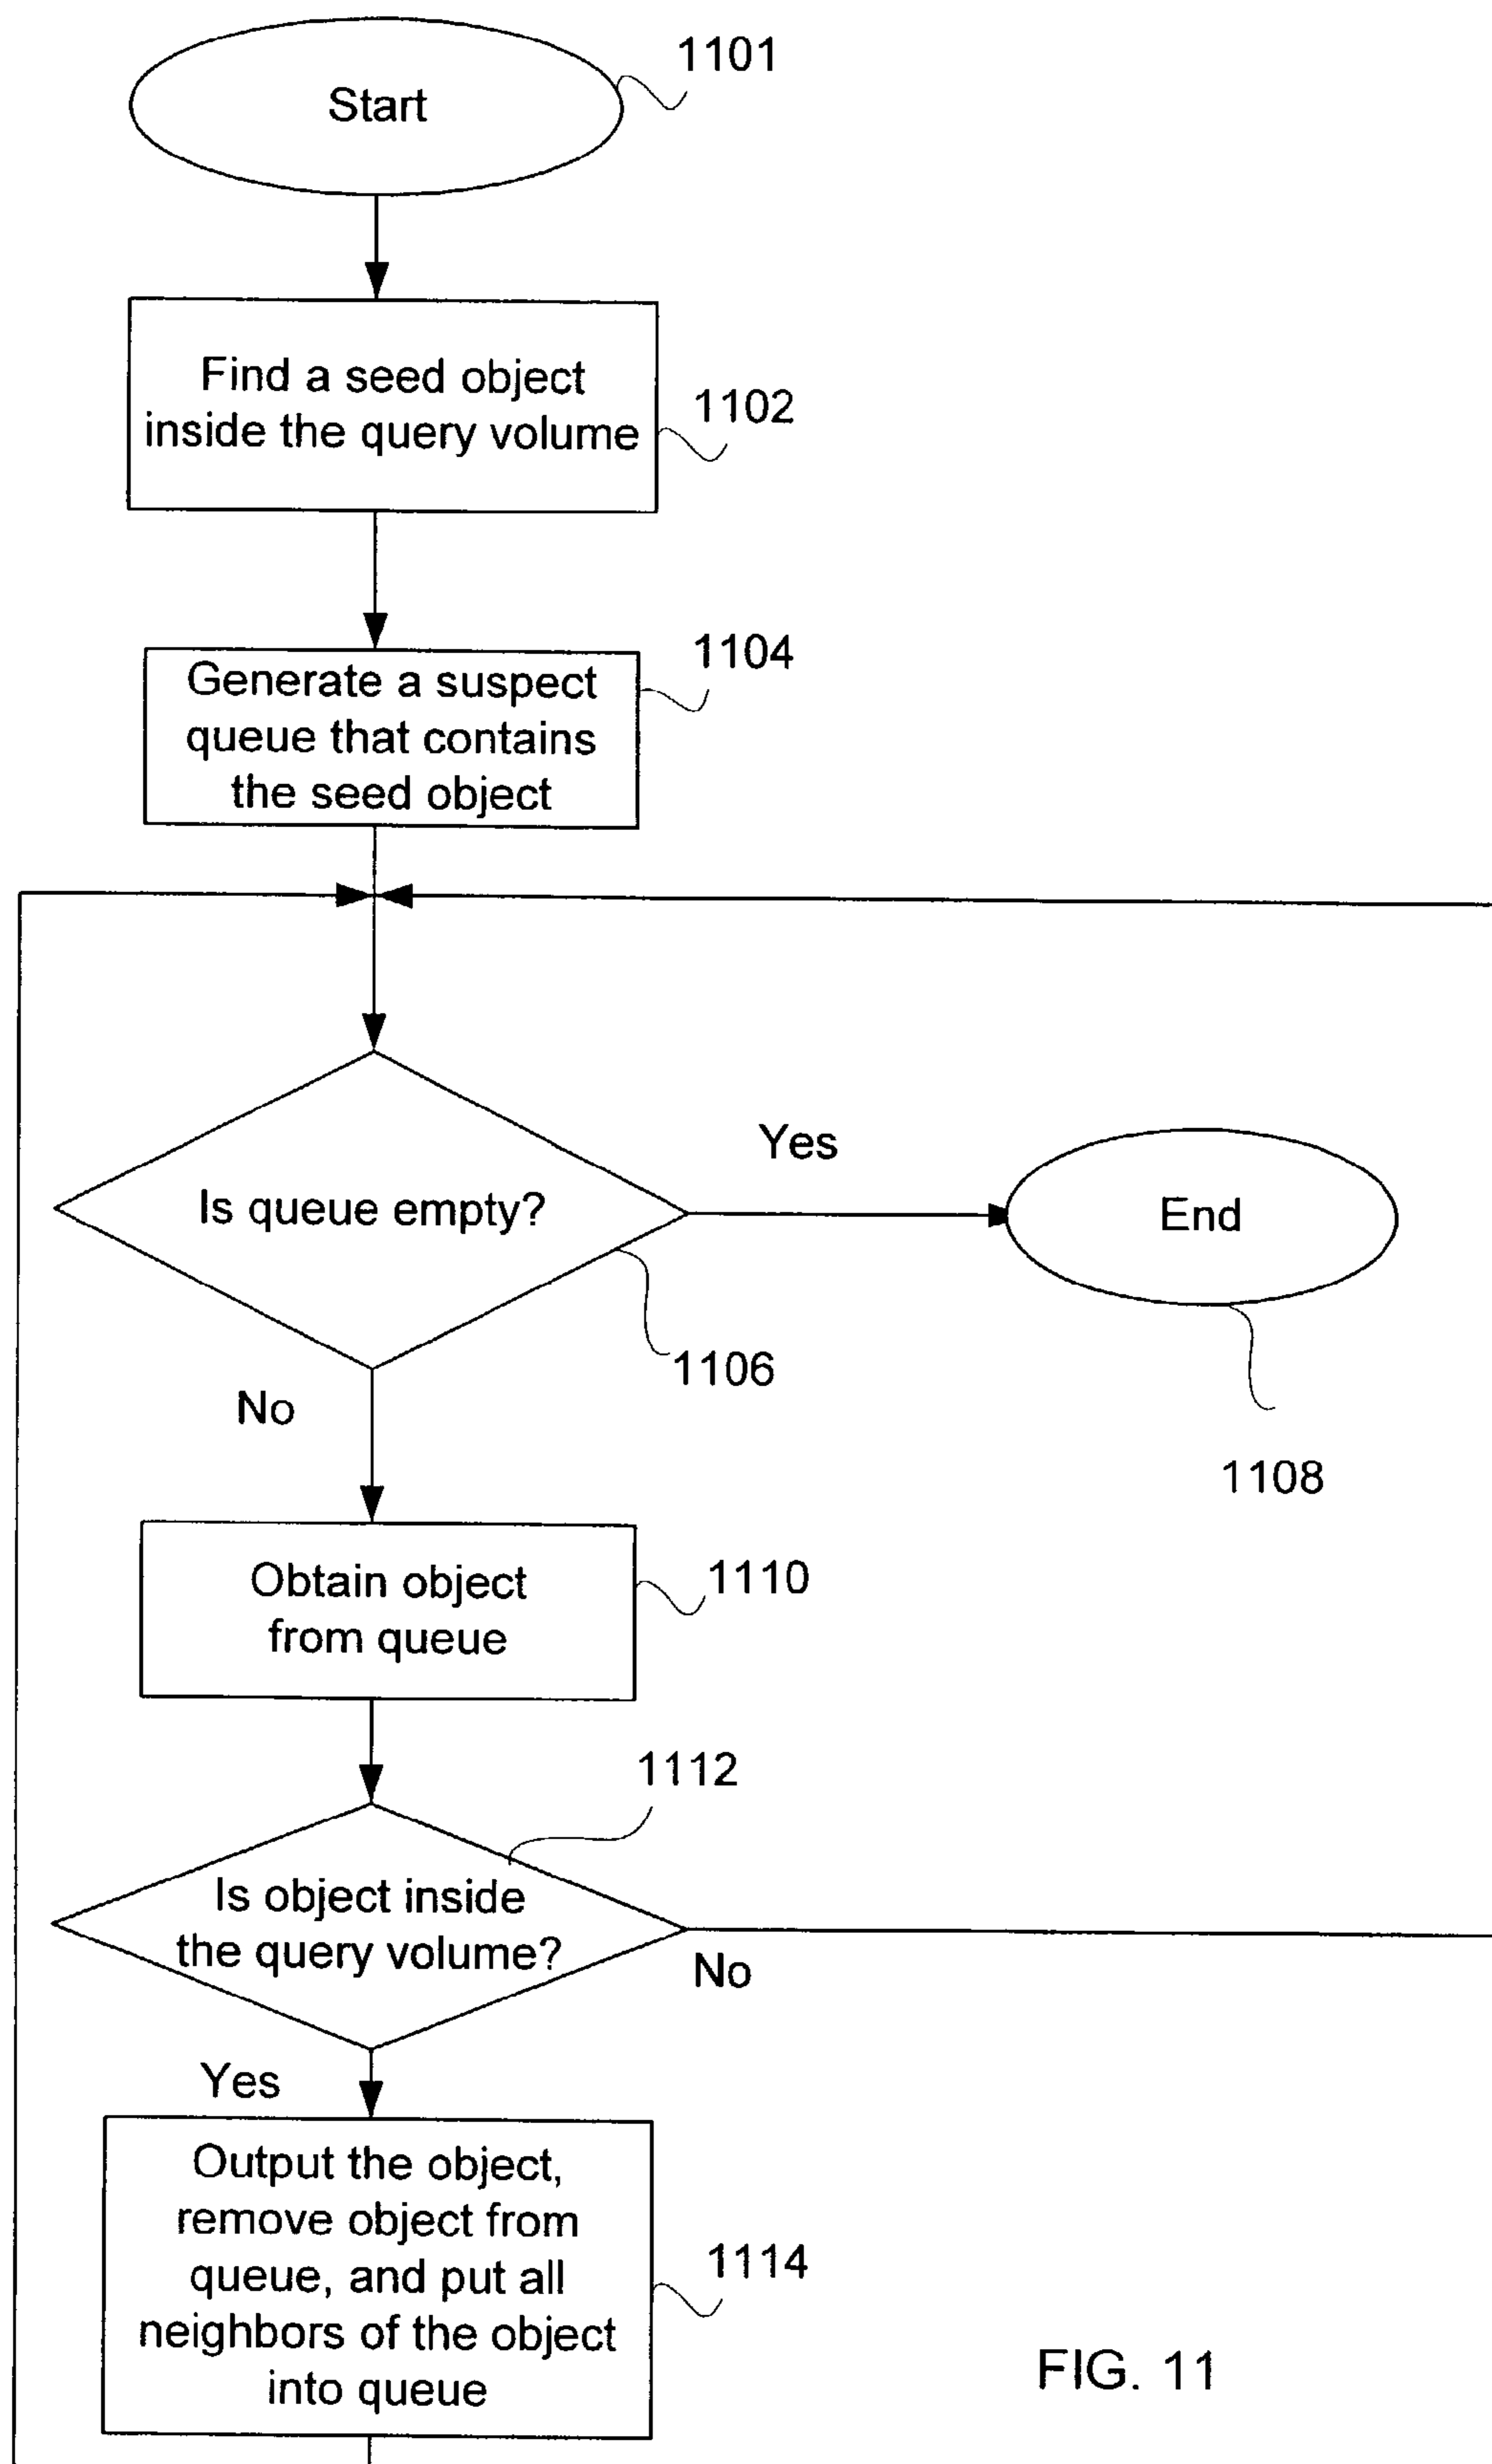 Start
1101
Find a seed object
inside the query volume
1102
Generate a suspect
queue that contains
the seed object
1104
Is queue empty?
Yes
End
1106
No
1108
Obtain object
from queue
1110
1112
Is object inside
the query volume?
No
Yes
Output the object,
remove object from
queue, and put all
neighbors of the object
into queue
1114
FIG. 11